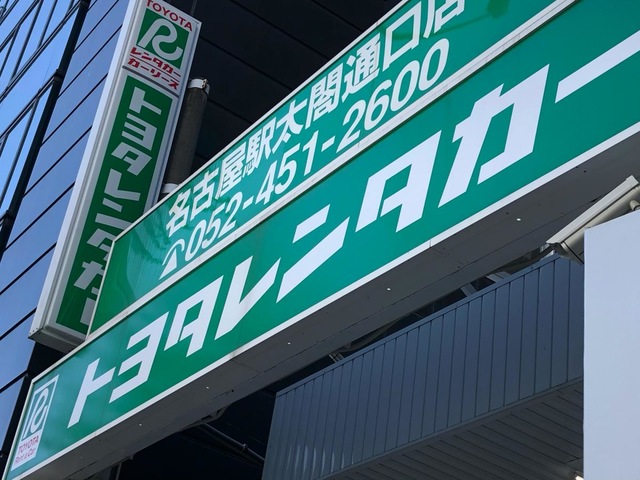 TOYOTA
R
レンタカー
カーリース
トヨタレンタカー
名古屋駅太閤通口店
☎052-451-2600
トヨタレンタカー
R
TOYOTA
Rent a Car